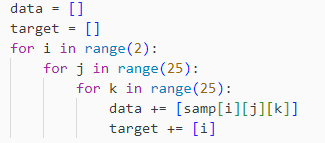 data = []
target = []
for i in range(2):
    for j in range(25):
        for k in range(25):
            data += [samp[i][j][k]]
            target += [i]